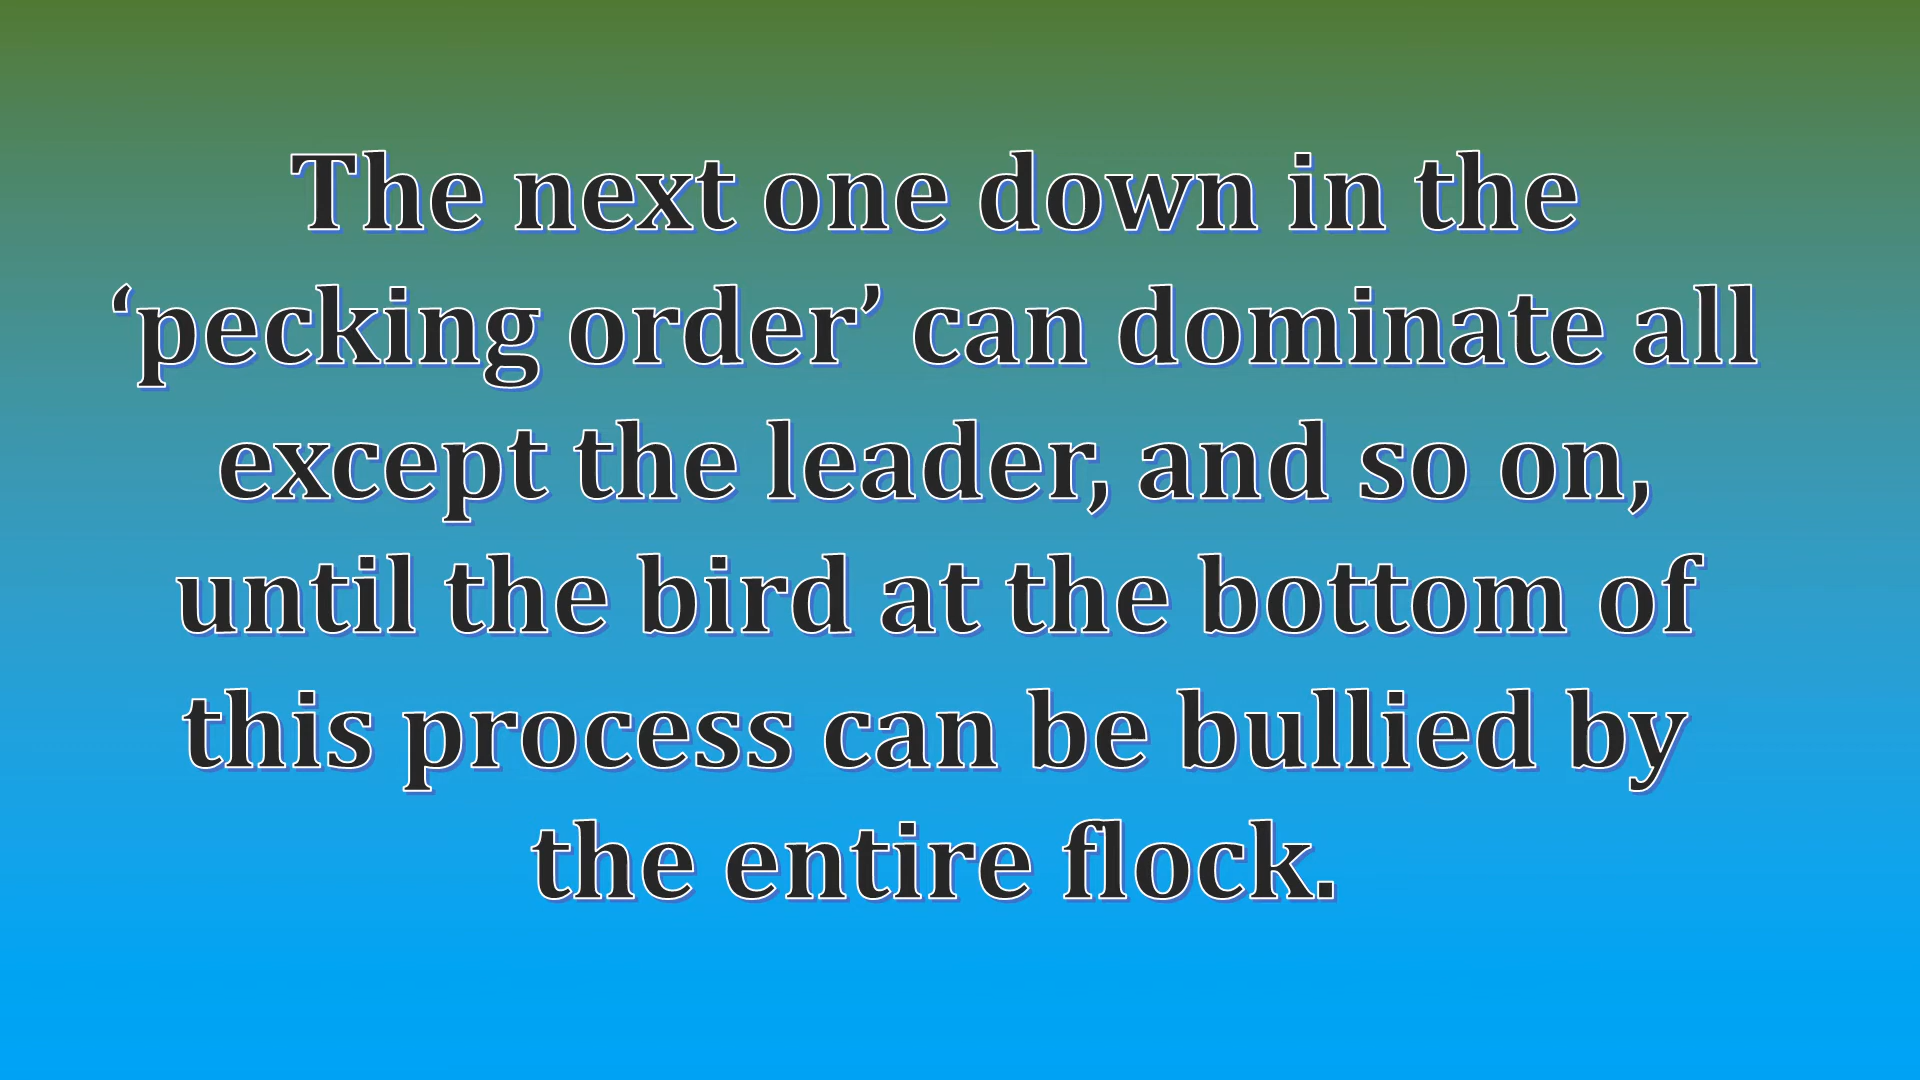 The next one down in the
‘pecking order’ can dominate all
except the leader, and so on,
until the bird at the bottom of
this process can be bullied by
the entire flock.